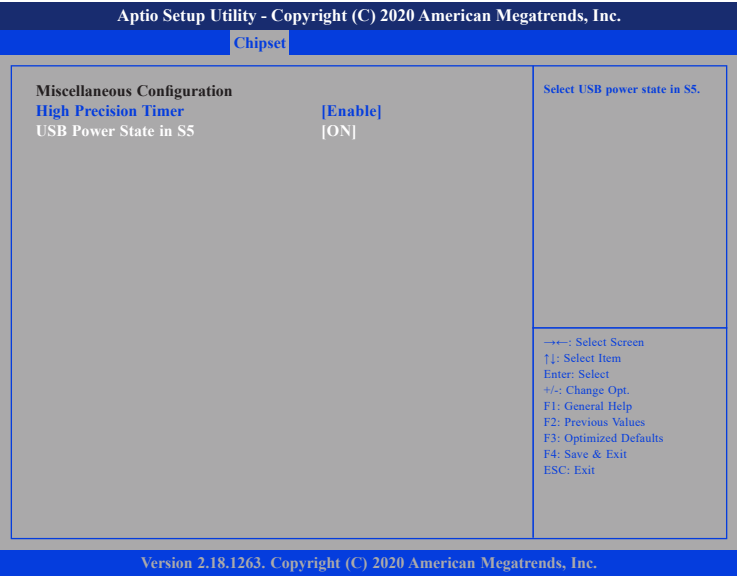 Aptio Setup Utility - Copyright (C) 2020 American Megatrends, Inc.
Chipset
Miscellaneous Configuration
High Precision Timer [Enable]
USB Power State in S5 [ON]
Select USB power state in S5.
→←: Select Screen
↑↓: Select Item
Enter: Select
+/-: Change Opt.
F1: General Help
F2: Previous Values
F3: Optimized Defaults
F4: Save & Exit
ESC: Exit
Version 2.18.1263. Copyright (C) 2020 American Megatrends, Inc.